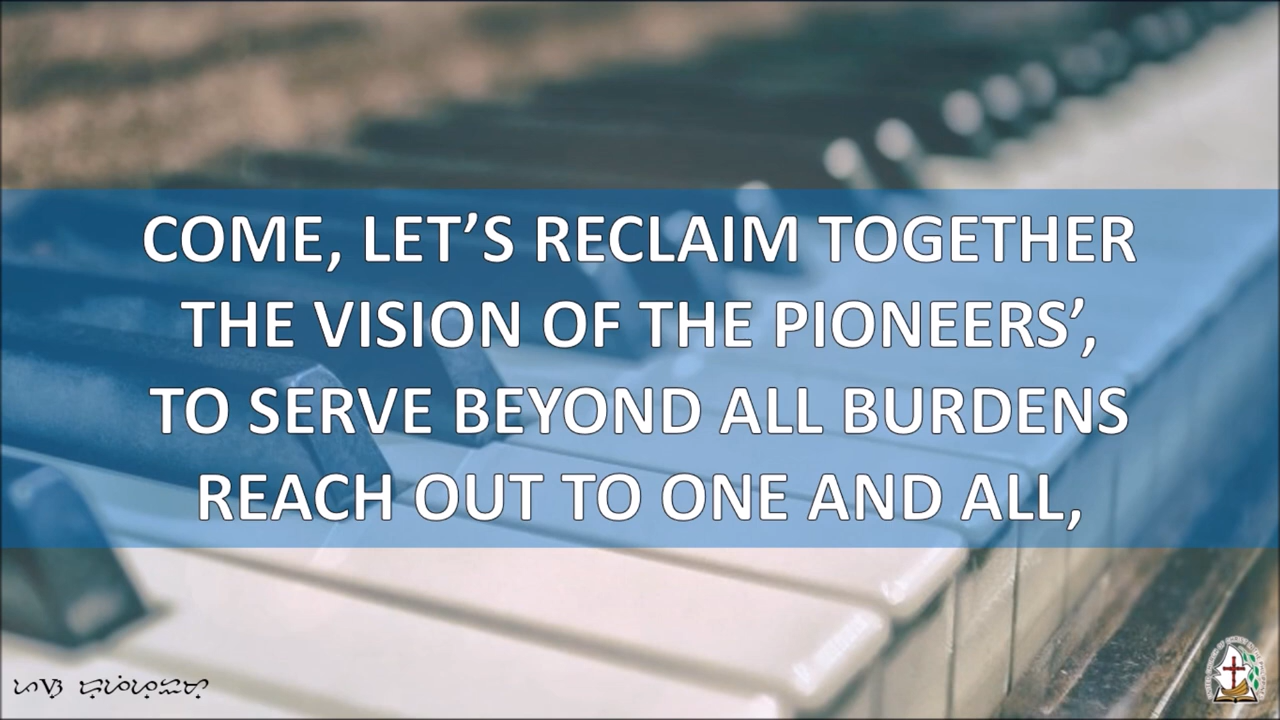 COME, LET’S RECLAIM TOGETHER
THE VISION OF THE PIONEERS’,
TO SERVE BEYOND ALL BURDENS
REACH OUT TO ONE AND ALL,